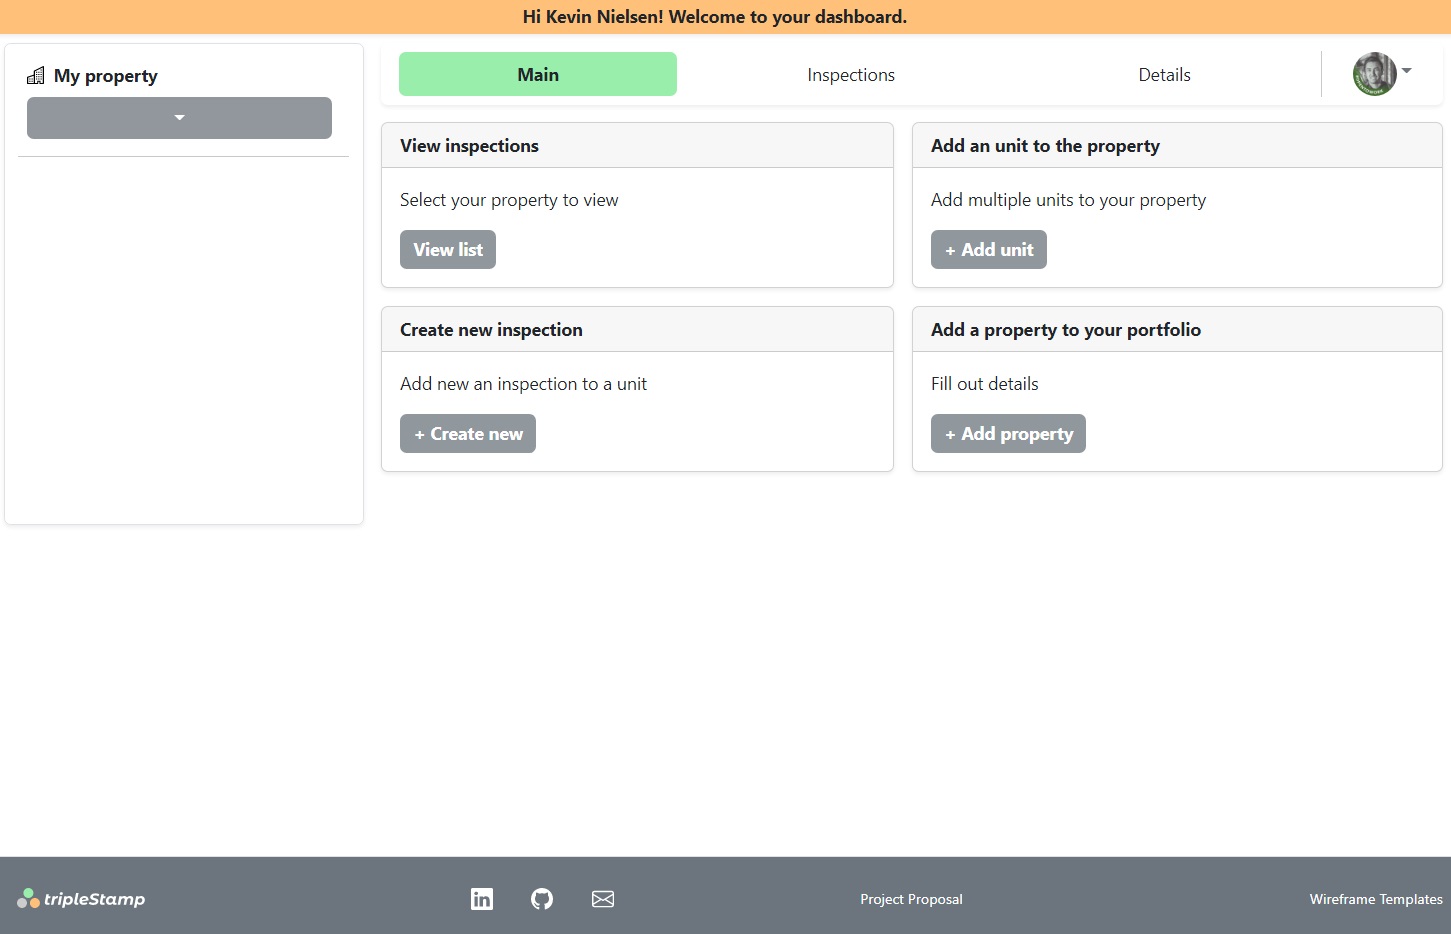 Hi Kevin Nielsen! Welcome to your dashboard.
My property
Main
Inspections
Details
View inspections
Select your property to view
View list
Add an unit to the property
Add multiple units to your property
+ Add unit
Create new inspection
Add new an inspection to a unit
+ Create new
Add a property to your portfolio
Fill out details
+ Add property
tripleStamp
in
Project Proposal
Wireframe Templates